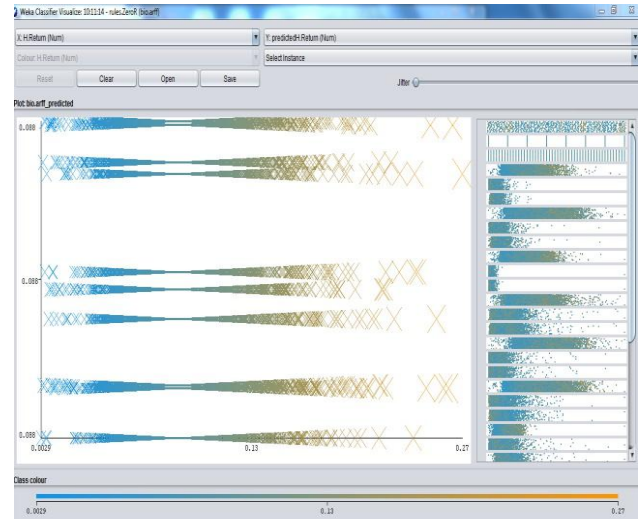 Weka Classifier Visualize: 10:11:14 - rules.ZeroR (bio.arff)
X: H.Return (Num)
Y: predictedH.Return (Num)
Colour: H.Return (Num)
Select Instance
Reset
Clear
Open
Save
Jitter
Plot: bio.arff_predicted
0.088
0.088
0.088
0.0029
0.13
0.27
Class colour
0.0029
0.13
0.27